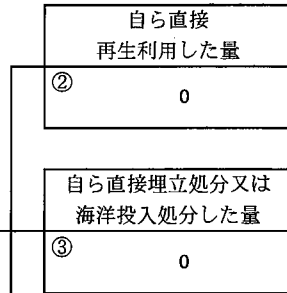 自ら直接
再生利用した量
② 0
自ら直接埋立処分又は
海洋投入処分した量
③ 0